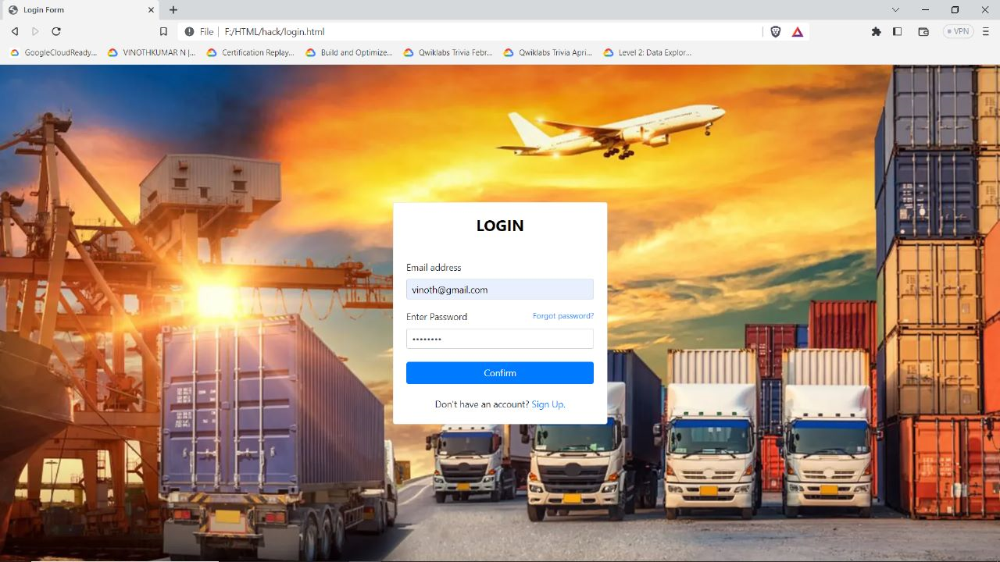 Login Form
File F:/HTML/hack/login.html
VPN
GoogleCloudReady... VINOTHKUMAR N |... Certification Replay... Build and Optimize... Qwiklabs Trivia Febr... Qwiklabs Trivia Apri... Level 2: Data Explor...
LOGIN
Email address
vinoth@gmail.com
Enter Password Forgot password?
••••••••
Confirm
Don't have an account? Sign Up.